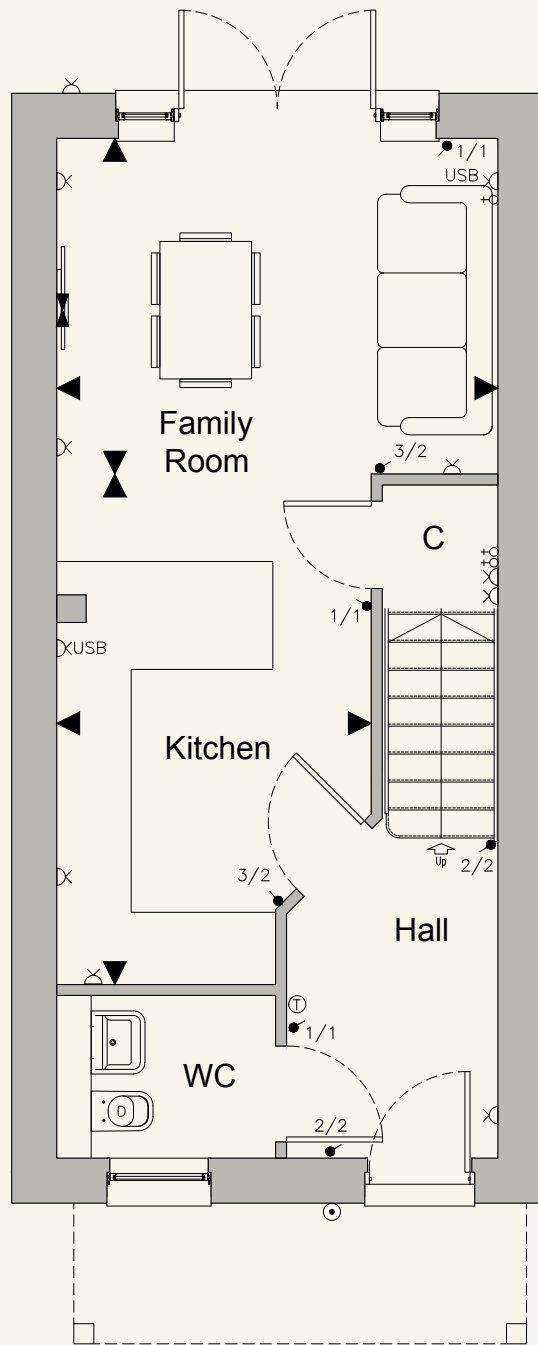 1/1
USB
Family
Room
3/2
C
1/1
USB
Kitchen
Up
2/2
3/2
Hall
T
1/1
WC
D
2/2